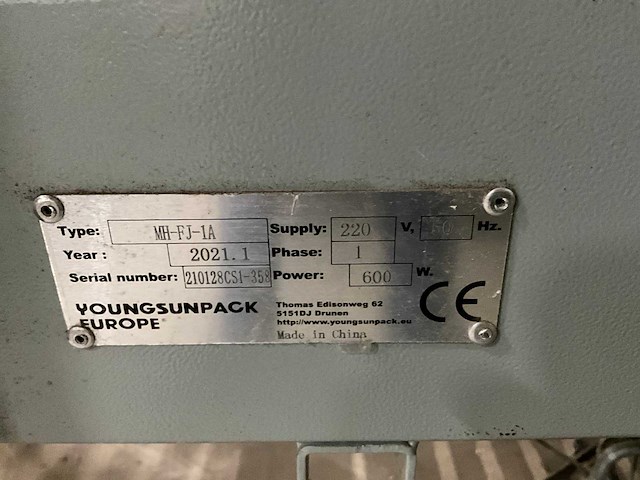 Type: MH-FJ-1A Supply: 220 V, 50 Hz.
Year: 2021.1 Phase: 1
Serial number: 210128CS1-358 Power: 600 W.
YOUNGSUNPACK
EUROPE®
Thomas Edisonweg 62
5151DJ Drunen
http://www.youngsunpack.eu
Made in China
CE